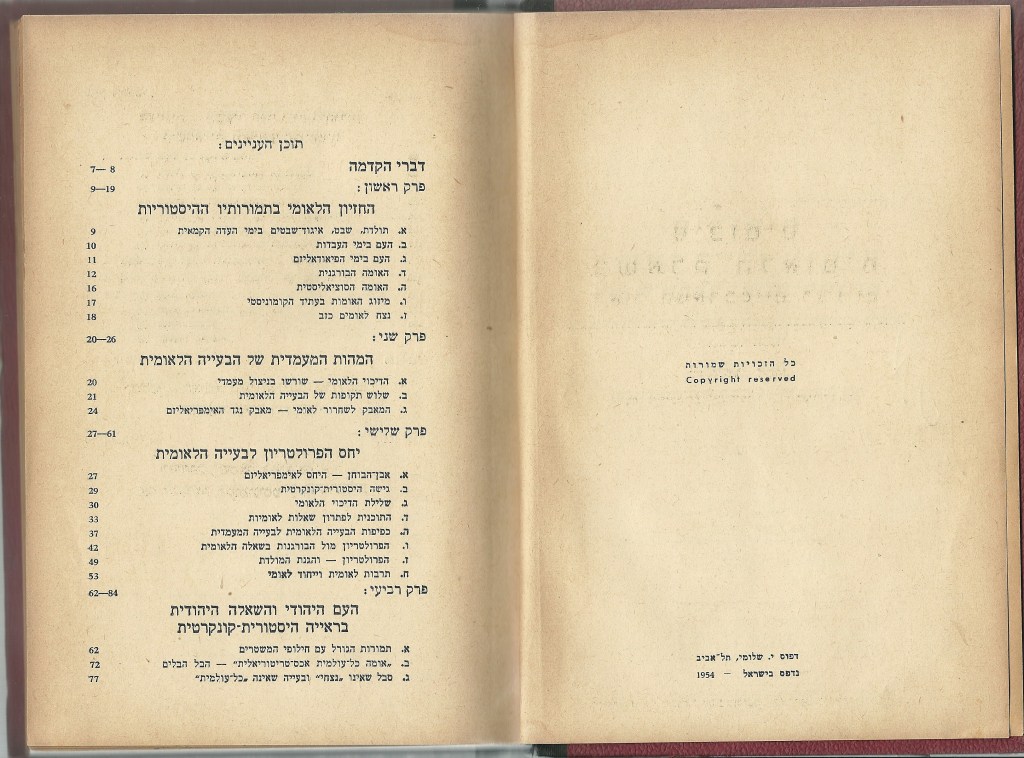 כל הזכויות שמורות
Copyright reserved
דפוס י. שלומי, תל־אביב
נדפס בישראל — 1954
תוכן העניינים:
דברי הקדמה 7—8
פרק ראשון: 9—19
החזיון הלאומי בתמורותיו ההיסטוריות
א. תולדת, שבט, איגוד־שבטים בימי העדה הקמאית 9
ב. העם בימי העבדות 10
ג. העם בימי הפיאודאליזם 11
ד. האומה הבורגנית 12
ה. האומה הסוציאליסטית 16
ו. מיזוג האומות בעתיד הקומוניסטי 17
ז. נצח לאומים כזב 18
פרק שני: 20—26
המהות המעמדית של הבעייה הלאומית
א. הדיכוי הלאומי — שורשו בניצול מעמדי 20
ב. שלוש תקופות של הבעייה הלאומית 21
ג. המאבק לשחרור לאומי — מאבק נגד האימפריאליזם 24
פרק שלישי: 27—61
יחס הפרולטריון לבעייה הלאומית
א. אבן־הבוחן — היחס לאימפריאליזם 27
ב. גישה היסטורית־קונקרטית 29
ג. שלילת הדיכוי הלאומי 30
ד. התוכנית לפתרון שאלות לאומיות 33
ה. כפיפות הבעייה הלאומית לבעייה המעמדית 37
ו. הפרולטריון מול הבורגנות בשאלה הלאומית 42
ז. הפרולטריון — והגנת המולדת 49
ח. תרבות לאומית וייחוד לאומי 53
פרק רביעי: 62—84
העם היהודי והשאלה היהודית
בראייה היסטורית־קונקרטית
א. תמורות הגורל עם חילופי המשטרים 62
ב. „אומה כל־עולמית אכס־טריטוריאלית" — הבל הבלים 72
ג. סבל שאינו „נצחי" ובעייה שאינה „כל־עולמית" 77